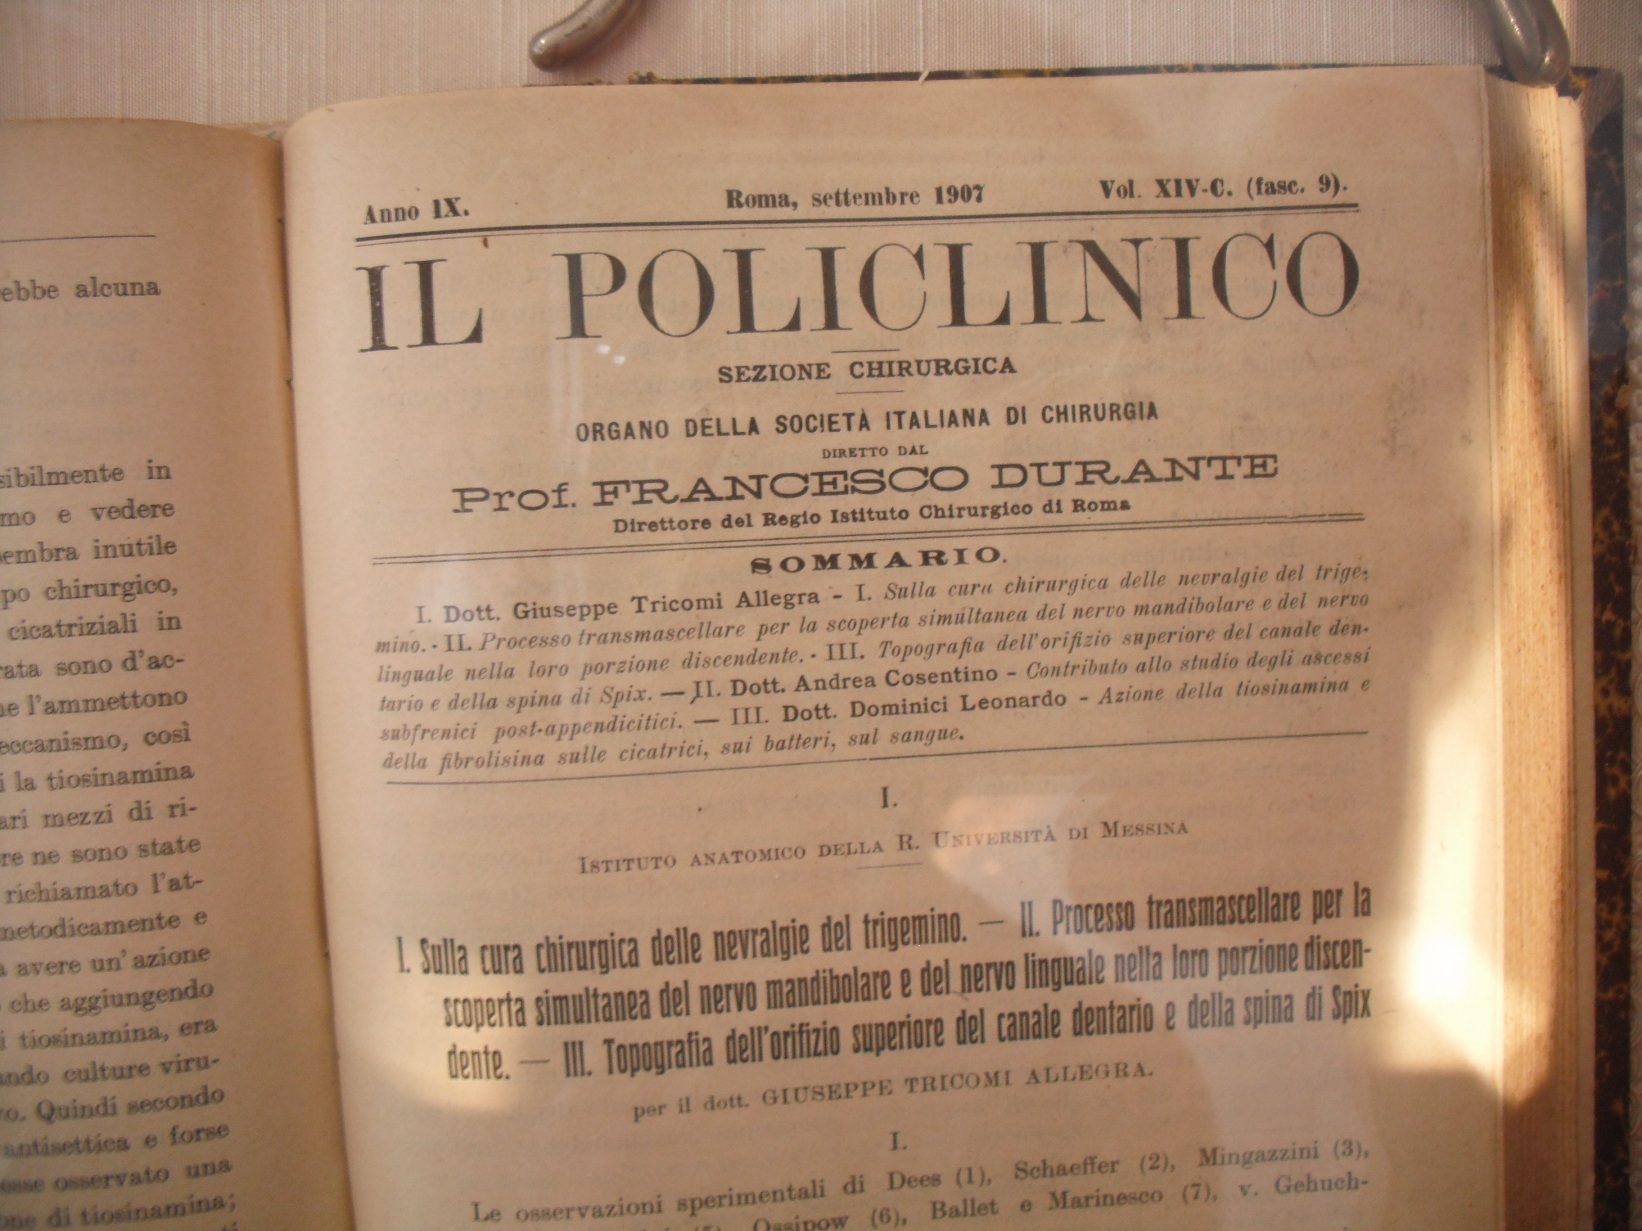 ebbe alcuna
sibilmente in
mo e vedere
sembra inutile
po chirurgico,
cicatriziali in
rata sono d'ac-
ne l'ammettono
eccanismo, così
i la tiosinamina
ari mezzi di ri-
re ne sono state
richiamato l'at-
metodicamente e
a avere un' azione
che aggiungendo
i tiosinamina, era
ando culture viru-
vo. Quindi secondo
antisettica e forse
esse osservato una
one di tiosinamina;
Anno IX. Roma, settembre 1907 Vol. XIV-C. (fasc. 9).
IL POLICLINICO
SEZIONE CHIRURGICA
ORGANO DELLA SOCIETÀ ITALIANA DI CHIRURGIA
DIRETTO DAL
Prof. FRANCESCO DURANTE
Direttore del Regio Istituto Chirurgico di Roma
SOMMARIO.
I. Dott. Giuseppe Tricomi Allegra - I. Sulla cura chirurgica delle nevralgie del trige-
mino. - II. Processo transmascellare per la scoperta simultanea del nervo mandibolare e del nervo
linguale nella loro porzione discendente. - III. Topografia dell'orifizio superiore del canale den-
tario e della spina di Spix. — II. Dott. Andrea Cosentino - Contributo allo studio degli ascessi
subfrenici post-appendicitici. — III. Dott. Dominici Leonardo - Azione della tiosinamina e
della fibrolisina sulle cicatrici, sui batteri, sul sangue.
I.
ISTITUTO ANATOMICO DELLA R. UNIVERSITÀ DI MESSINA
I. Sulla cura chirurgica delle nevralgie del trigemino. — II. Processo transmascellare per la
scoperta simultanea del nervo mandibolare e del nervo linguale nella loro porzione discen-
dente. — III. Topografia dell'orifizio superiore del canale dentario e della spina di Spix
per il dott. GIUSEPPE TRICOMI ALLEGRA.
I.
Le osservazioni sperimentali di Dees (1), Schaeffer (2), Mingazzini (3),
(5), Ossipow (6), Ballet e Marinesco (7), v. Gehuch-